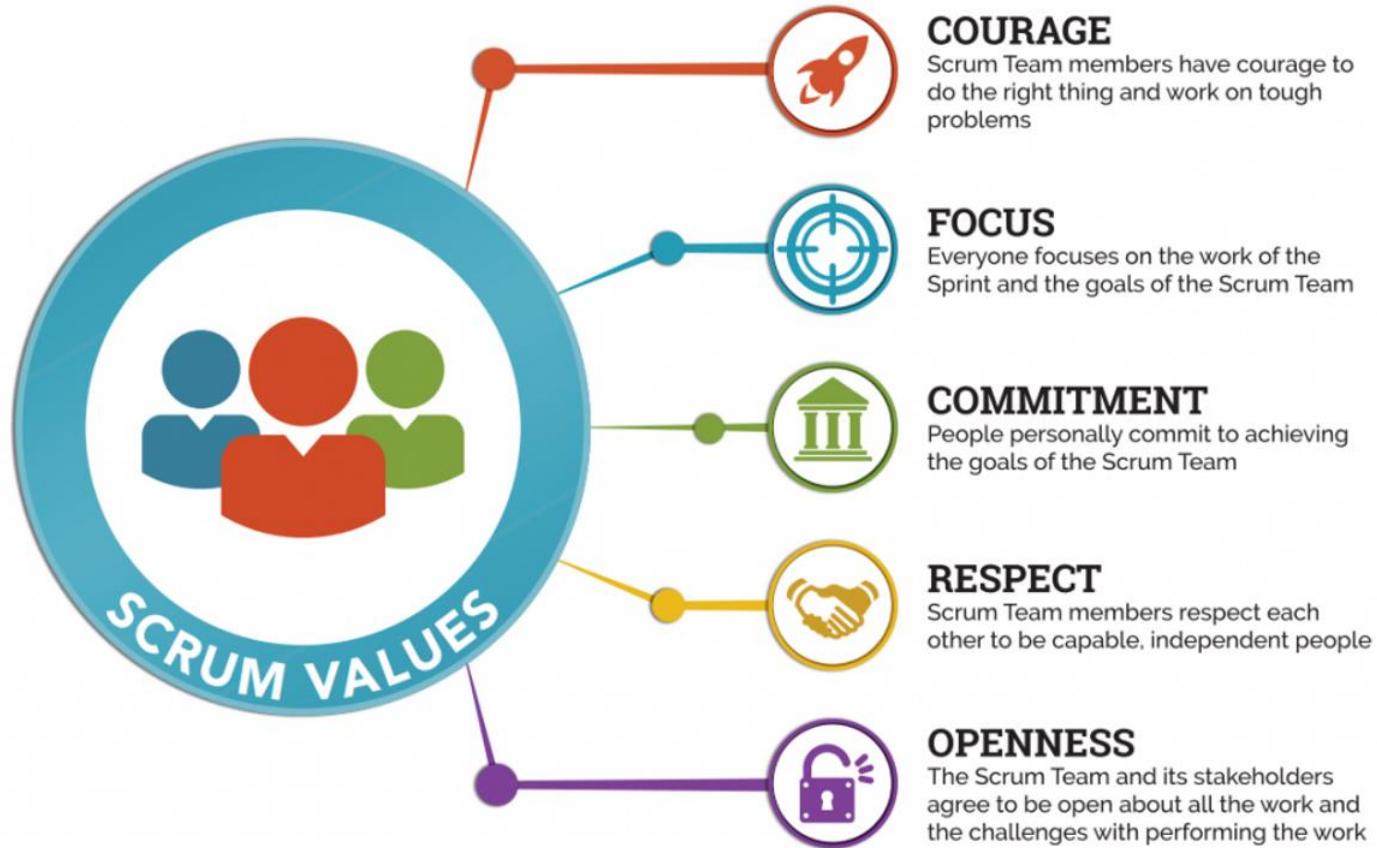 COURAGE
Scrum Team members have courage to
do the right thing and work on tough
problems
FOCUS
Everyone focuses on the work of the
Sprint and the goals of the Scrum Team
COMMITMENT
People personally commit to achieving
the goals of the Scrum Team
RESPECT
Scrum Team members respect each
other to be capable, independent people
OPENNESS
The Scrum Team and its stakeholders
agree to be open about all the work and
the challenges with performing the work
SCRUM VALUES